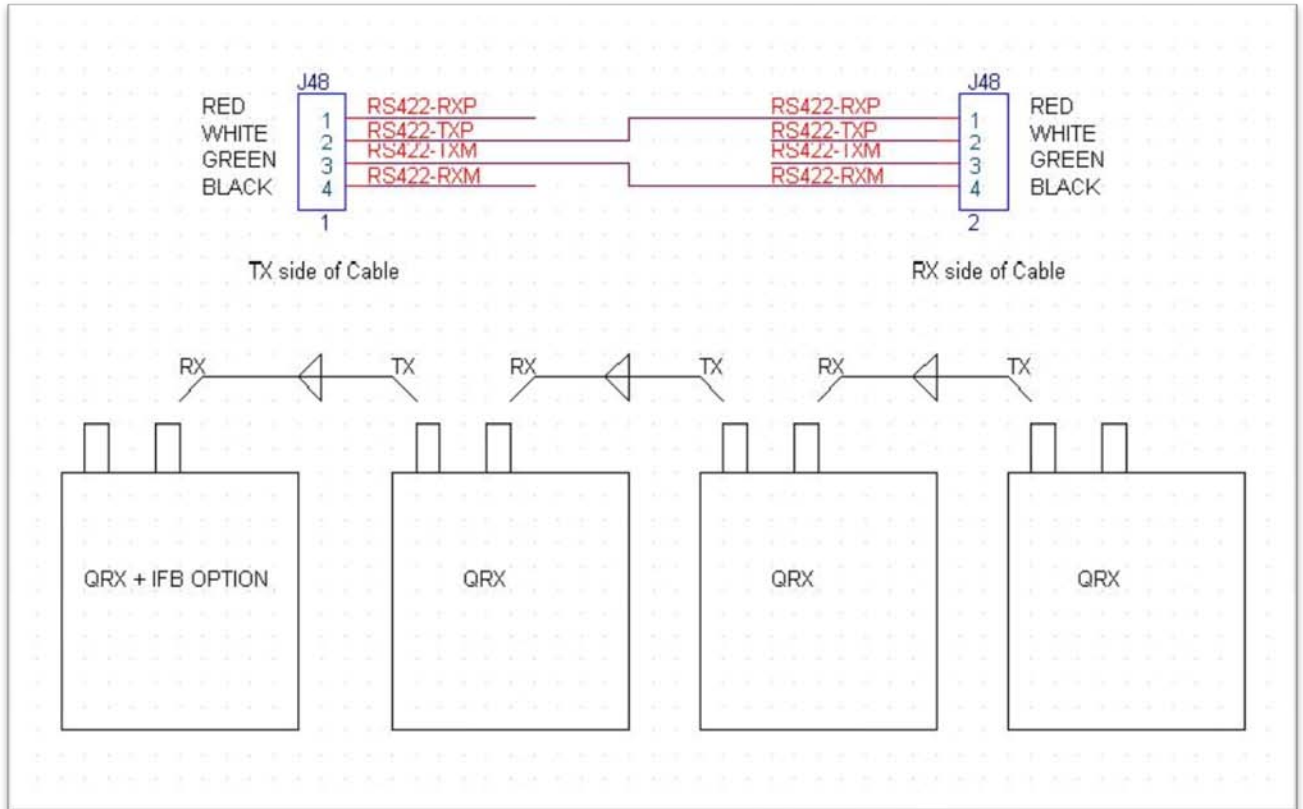 J48 J48
RED 1 RS422-RXP RS422-RXP 1 RED
WHITE 2 RS422-TXP RS422-TXP 2 WHITE
GREEN 3 RS422-TXM RS422-TXM 3 GREEN
BLACK 4 RS422-RXM RS422-RXM 4 BLACK
1 2
TX side of Cable RX side of Cable
RX TX RX TX RX TX
QRX + IFB OPTION QRX QRX QRX